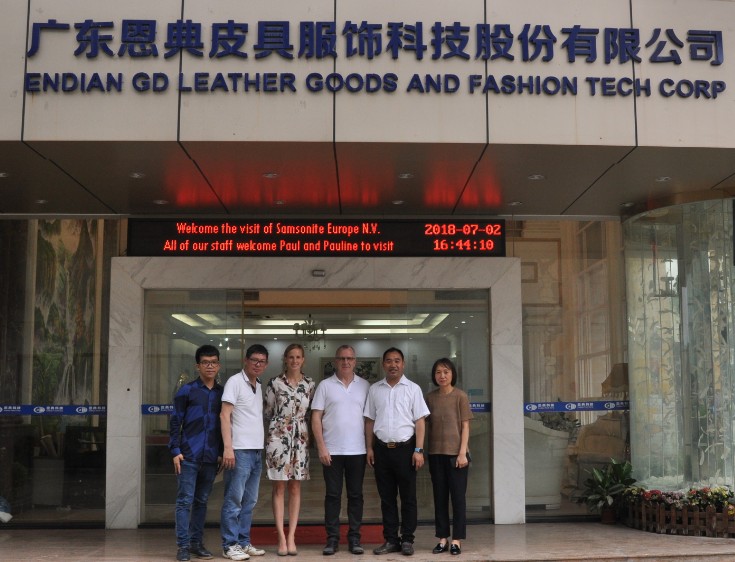 广东恩典皮具服饰科技股份有限公司
ENDIAN GD LEATHER GOODS AND FASHION TECH CORP
Welcome the visit of Samsonite Europe N.V. 2018-07-02
All of our staff welcome Paul and Pauline to visit 16:44:10